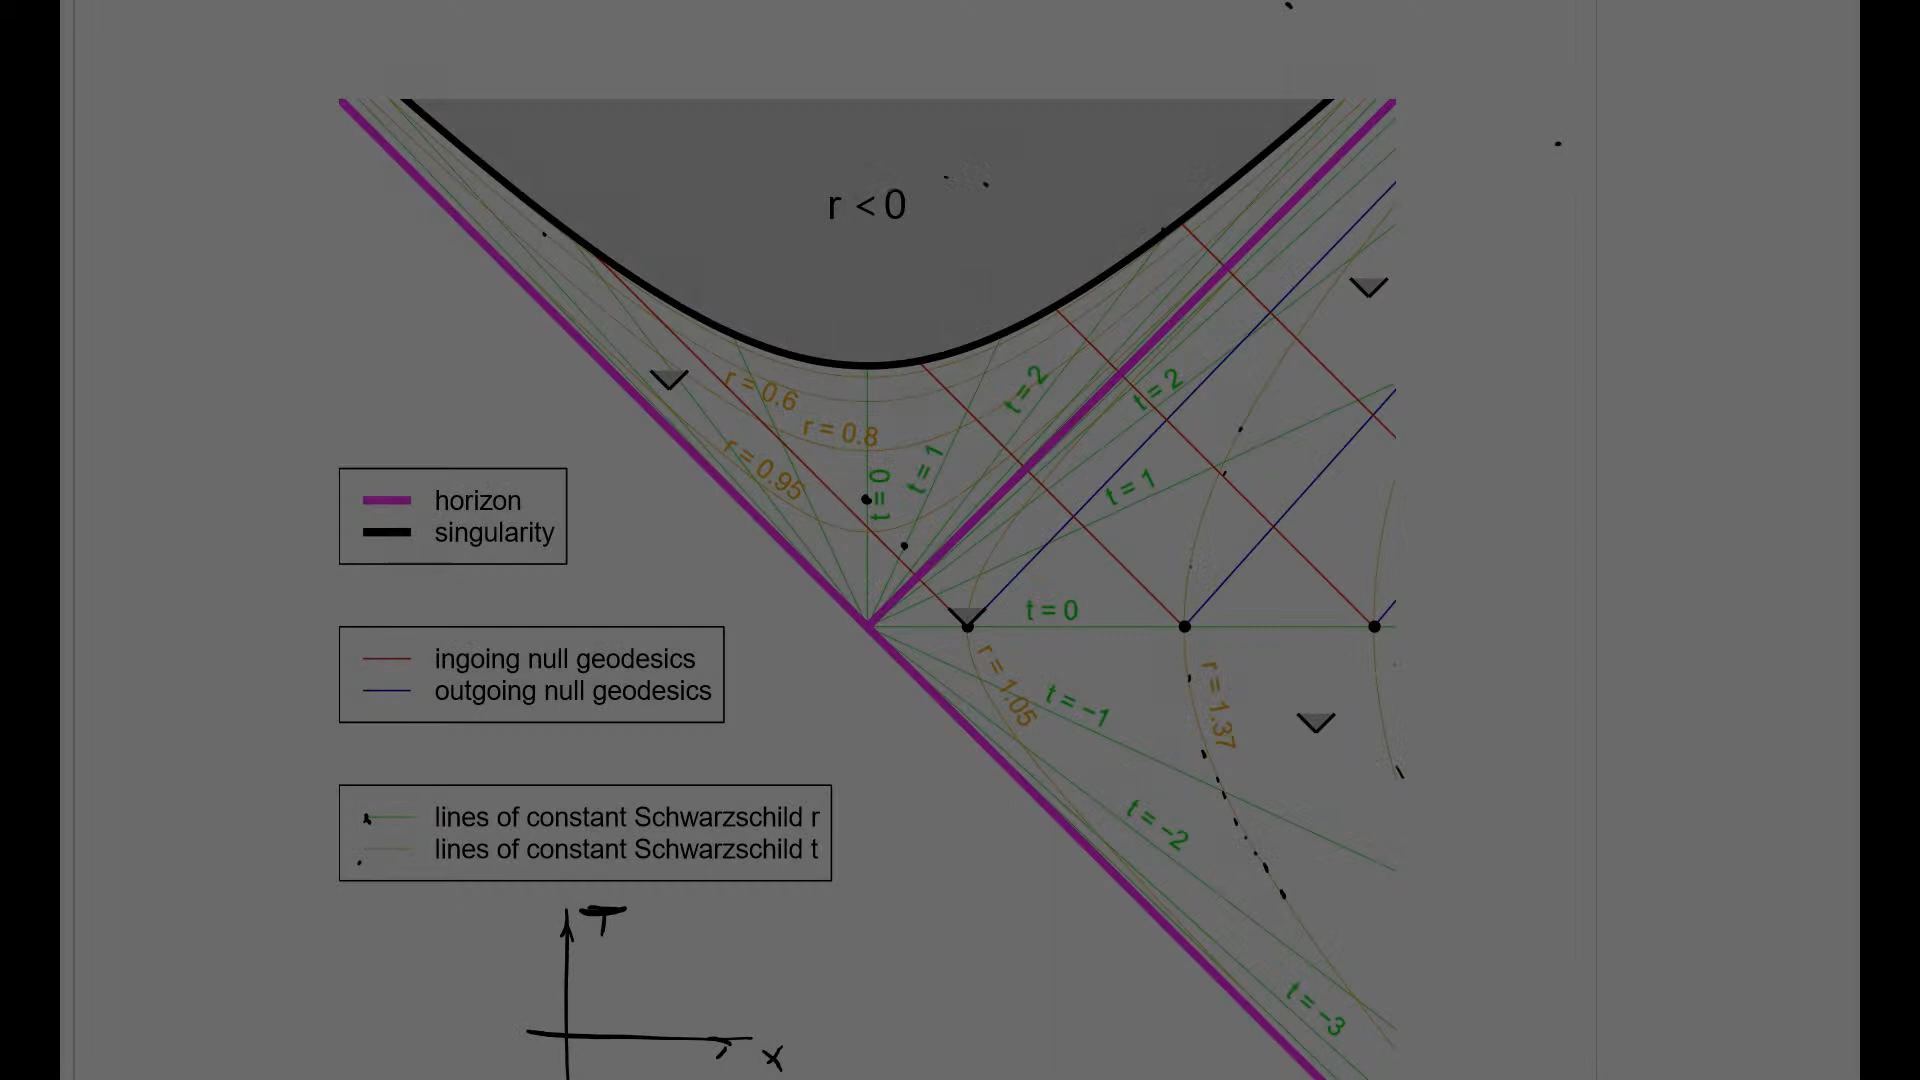 r < 0
r = 0.6
r = 0.8
r = 0.95
t = 0
t = 1
t = 2
t = 2
t = 1
t = 0
r = 1.05
r = 1.37
t = −1
t = −2
t = −3
horizon
singularity
ingoing null geodesics
outgoing null geodesics
lines of constant Schwarzschild r
lines of constant Schwarzschild t
T
x